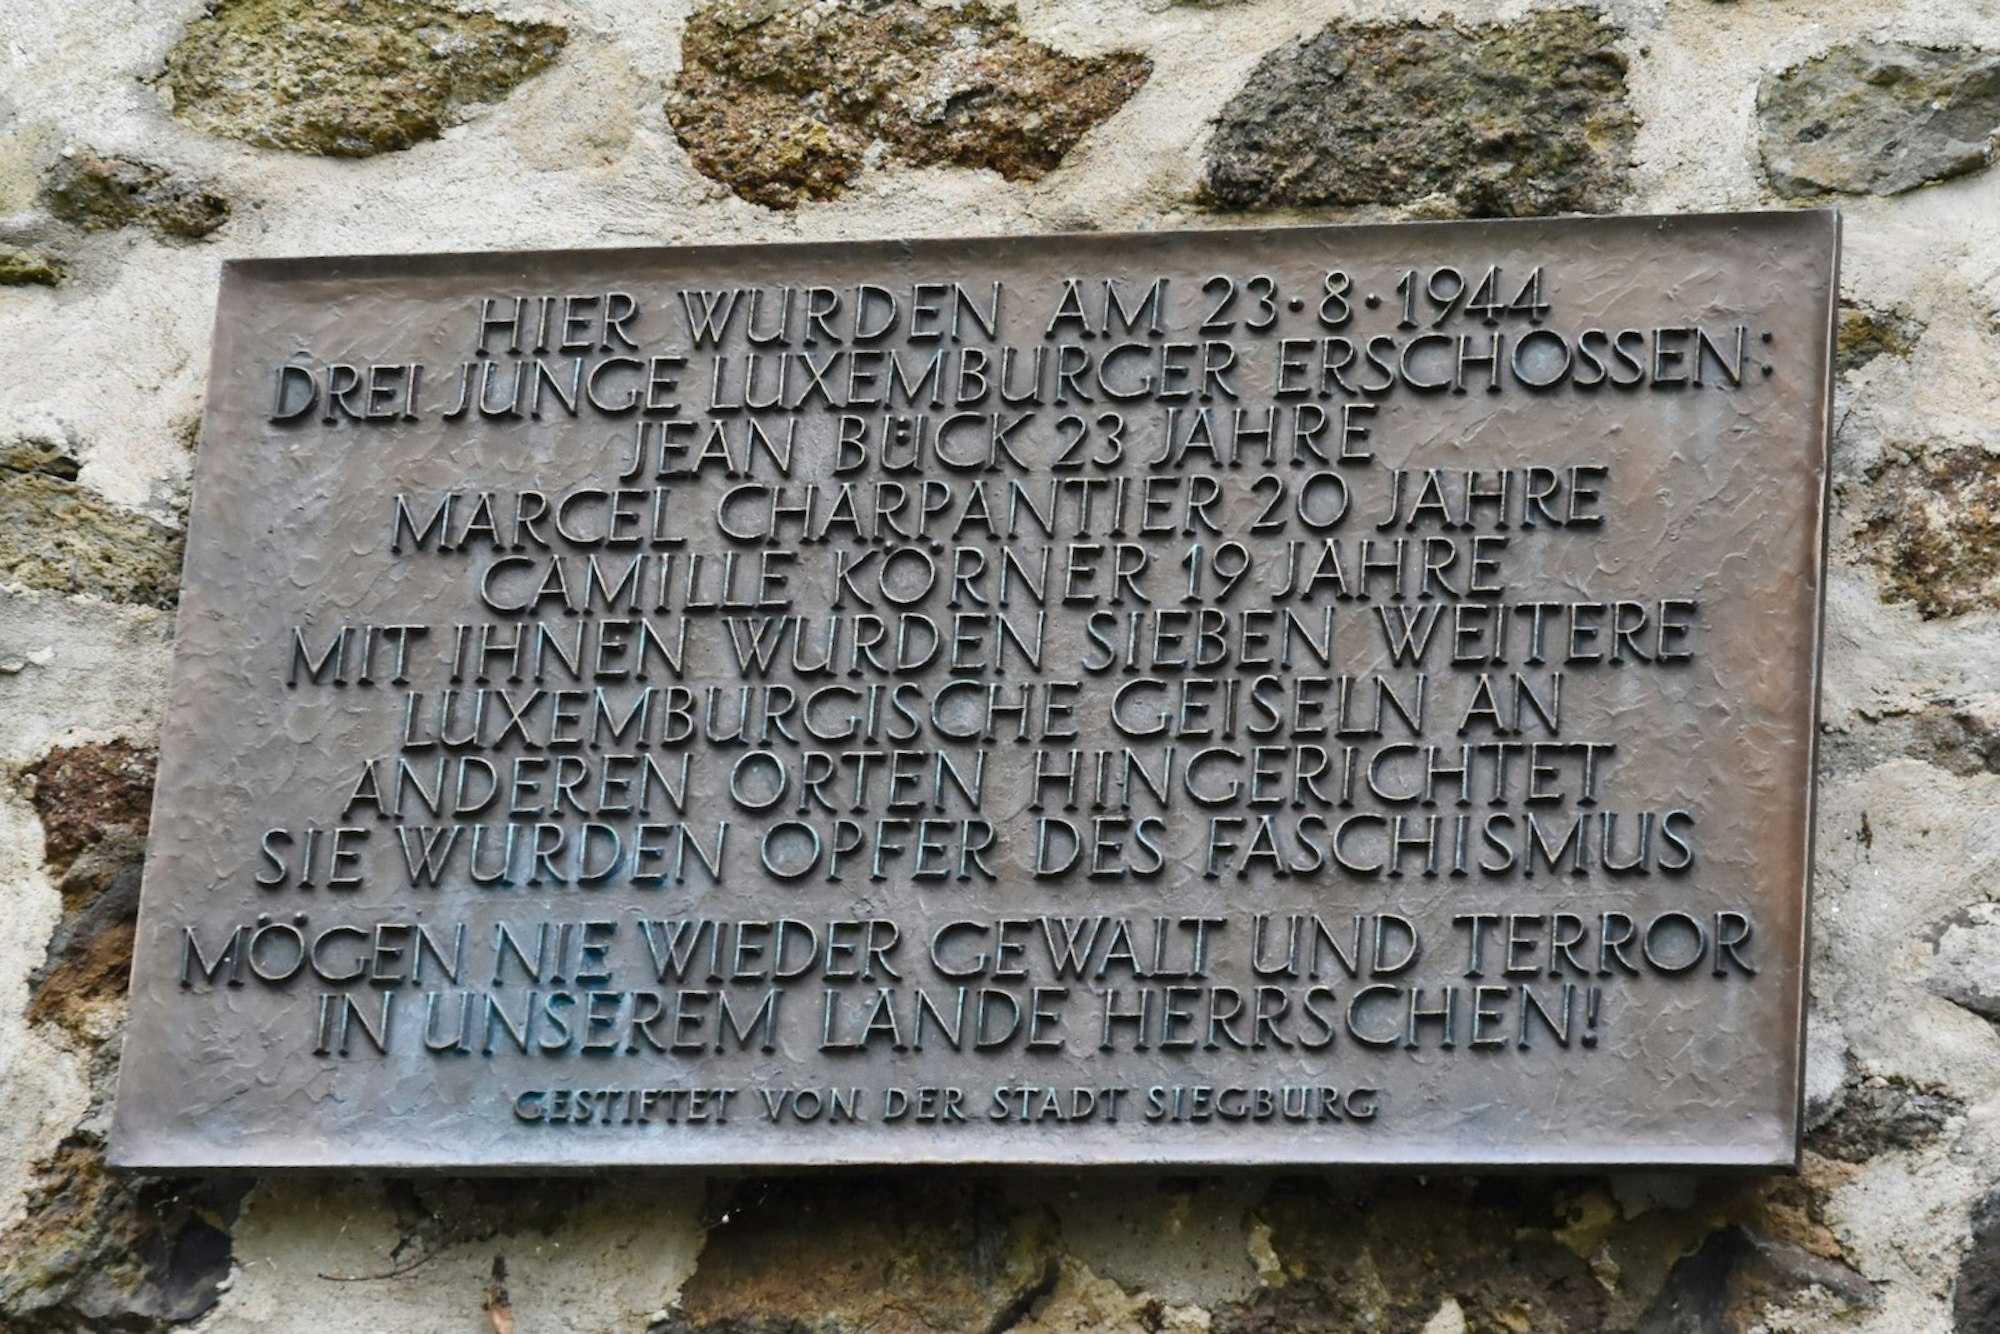 HIER WURDEN AM 23·8·1944
DREI JUNGE LUXEMBURGER ERSCHOSSEN:
JEAN BÜCK 23 JAHRE
MARCEL CHARPANTIER 20 JAHRE
CAMILLE KÖRNER 19 JAHRE
MIT IHNEN WURDEN SIEBEN WEITERE
LUXEMBURGISCHE GEISELN AN
ANDEREN ORTEN HINGERICHTET
SIE WURDEN OPFER DES FASCHISMUS
MÖGEN NIE WIEDER GEWALT UND TERROR
IN UNSEREM LANDE HERRSCHEN!
GESTIFTET VON DER STADT SIEGBURG